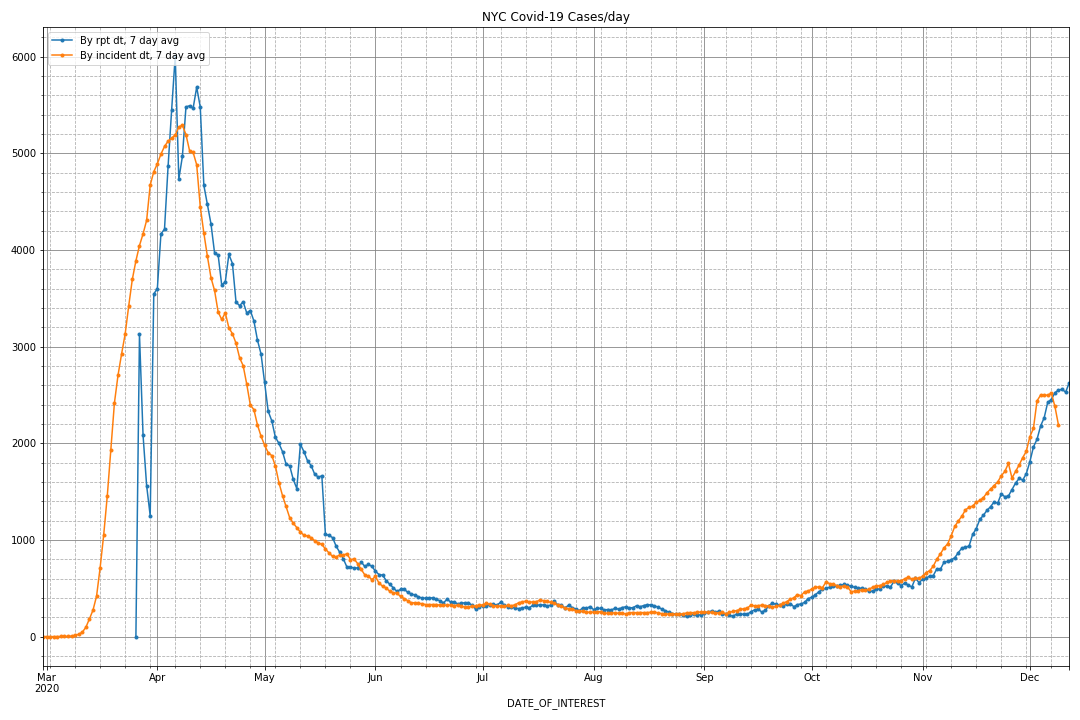 NYC Covid-19 Cases/day
By rpt dt, 7 day avg
By incident dt, 7 day avg
6000
5000
4000
3000
2000
1000
0
Mar Apr May Jun Jul Aug Sep Oct Nov Dec
2020
DATE_OF_INTEREST